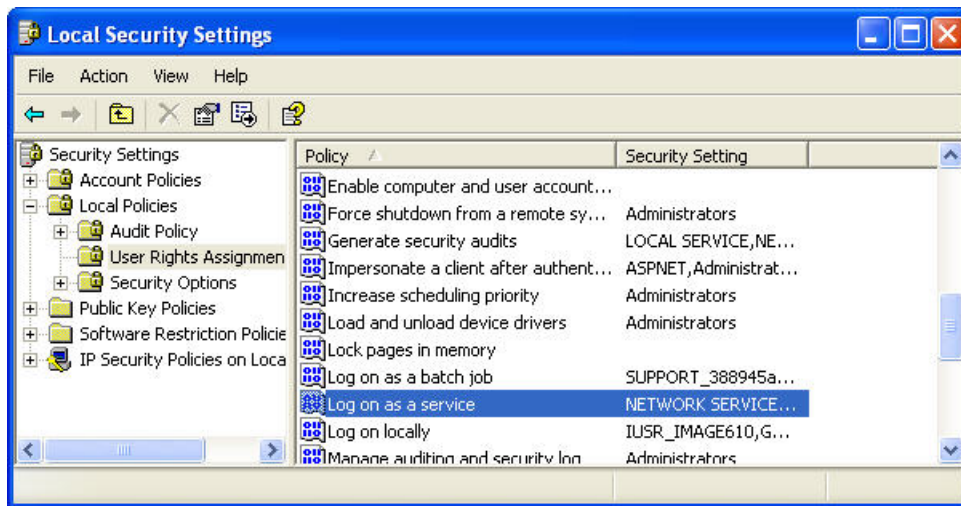 Local Security Settings
File Action View Help
Security Settings
Account Policies
Local Policies
Audit Policy
User Rights Assignmen
Security Options
Public Key Policies
Software Restriction Policie
IP Security Policies on Loca
Policy Security Setting
Enable computer and user account...
Force shutdown from a remote sy... Administrators
Generate security audits LOCAL SERVICE,NE...
Impersonate a client after authent... ASPNET,Administrat...
Increase scheduling priority Administrators
Load and unload device drivers Administrators
Lock pages in memory
Log on as a batch job SUPPORT_388945a...
Log on as a service NETWORK SERVICE...
Log on locally IUSR_IMAGE610,G...
Manage auditing and security log Administrators